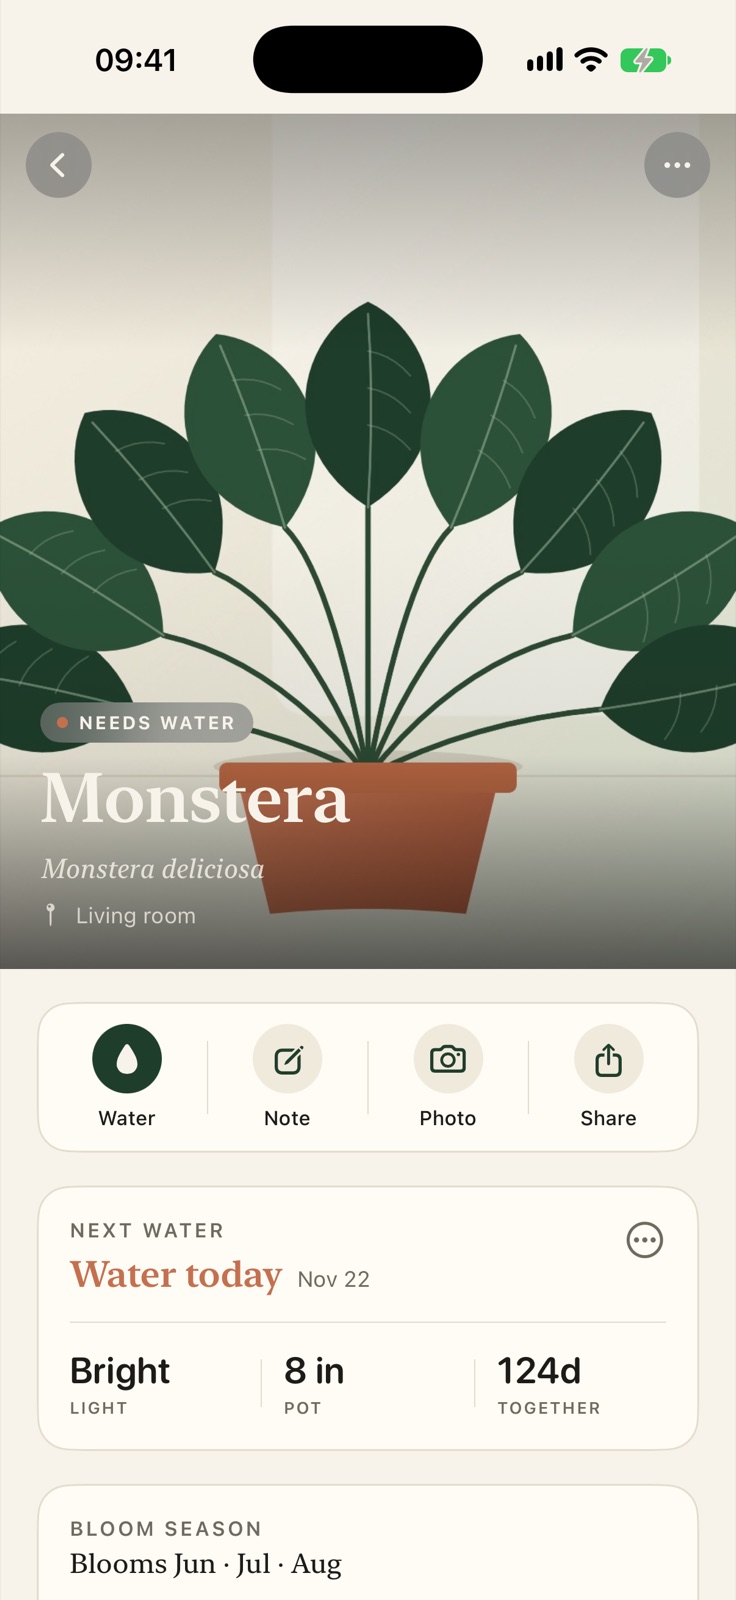 09:41
NEEDS WATER
Monstera
Monstera deliciosa
Living room
Water
Note
Photo
Share
NEXT WATER
Water today Nov 22
Bright
8 in
124d
LIGHT
POT
TOGETHER
BLOOM SEASON
Blooms Jun · Jul · Aug